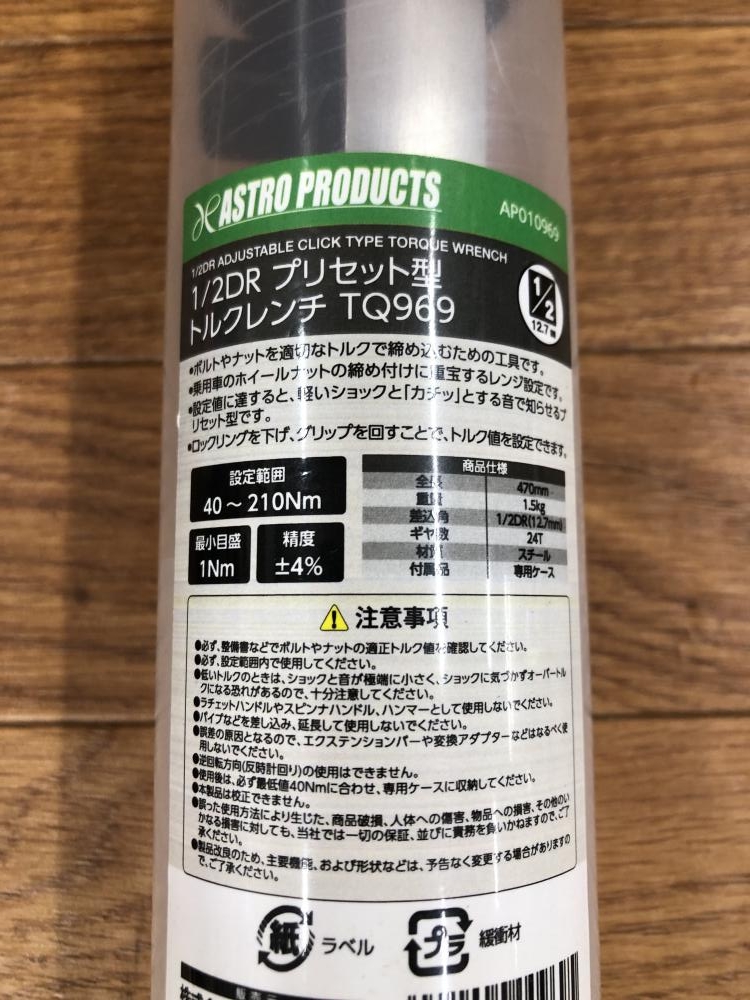 ASTRO PRODUCTS
AP010969
1/2DR ADJUSTABLE CLICK TYPE TORQUE WRENCH
1/2DR プリセット型
トルクレンチ TQ969
1/2
12.7
•ボルトやナットを適切なトルクで締め込むための工具です。
•乗用車のホイールナットの締め付けに重宝するレンジ設定です。
•設定値に達すると、軽いショックと「カチッ」とする音で知らせるプ
リセット型です。
•ロックリングを下げ、グリップを回すことで、トルク値を設定できます。
設定範囲
40～210Nm
最小目盛
1Nm
精度
±4%
商品仕様
全長 470mm
重量 1.5kg
差込角 1/2DR(12.7mm)
ギヤ数 24T
材質 スチール
付属品 専用ケース
注意事項
●必ず、整備書などでボルトやナットの適正トルク値を確認してください。
●必ず、設定範囲内で使用してください。
●低いトルクのときは、ショックと音が極端に小さく、ショックに気づかずオーバートル
クになる恐れがあるので、十分注意してください。
●ラチェットハンドルやスピンナハンドル、ハンマーとして使用しないでください。
●パイプなどを差し込み、延長して使用しないでください。
●誤差の原因となるので、エクステンションバーや変換アダプターなどはなるべく使
用しないでください。
●逆回転方向(反時計回り)の使用はできません。
●使用後は、必ず最低値40Nmに合わせ、専用ケースに収納してください。
●本製品は校正できません。
●誤った使用方法により生じた、商品破損、人体への傷害、物品への損害、その他のい
かなる損害に対しても、当社では一切の保証、並びに責務を負いかねますので、ご了
承ください。
●製品改良のため、主要機能、および形状などは、予告なく変更する場合がありますの
で、ご了承ください。
紙 ラベル
プラ 緩衝材